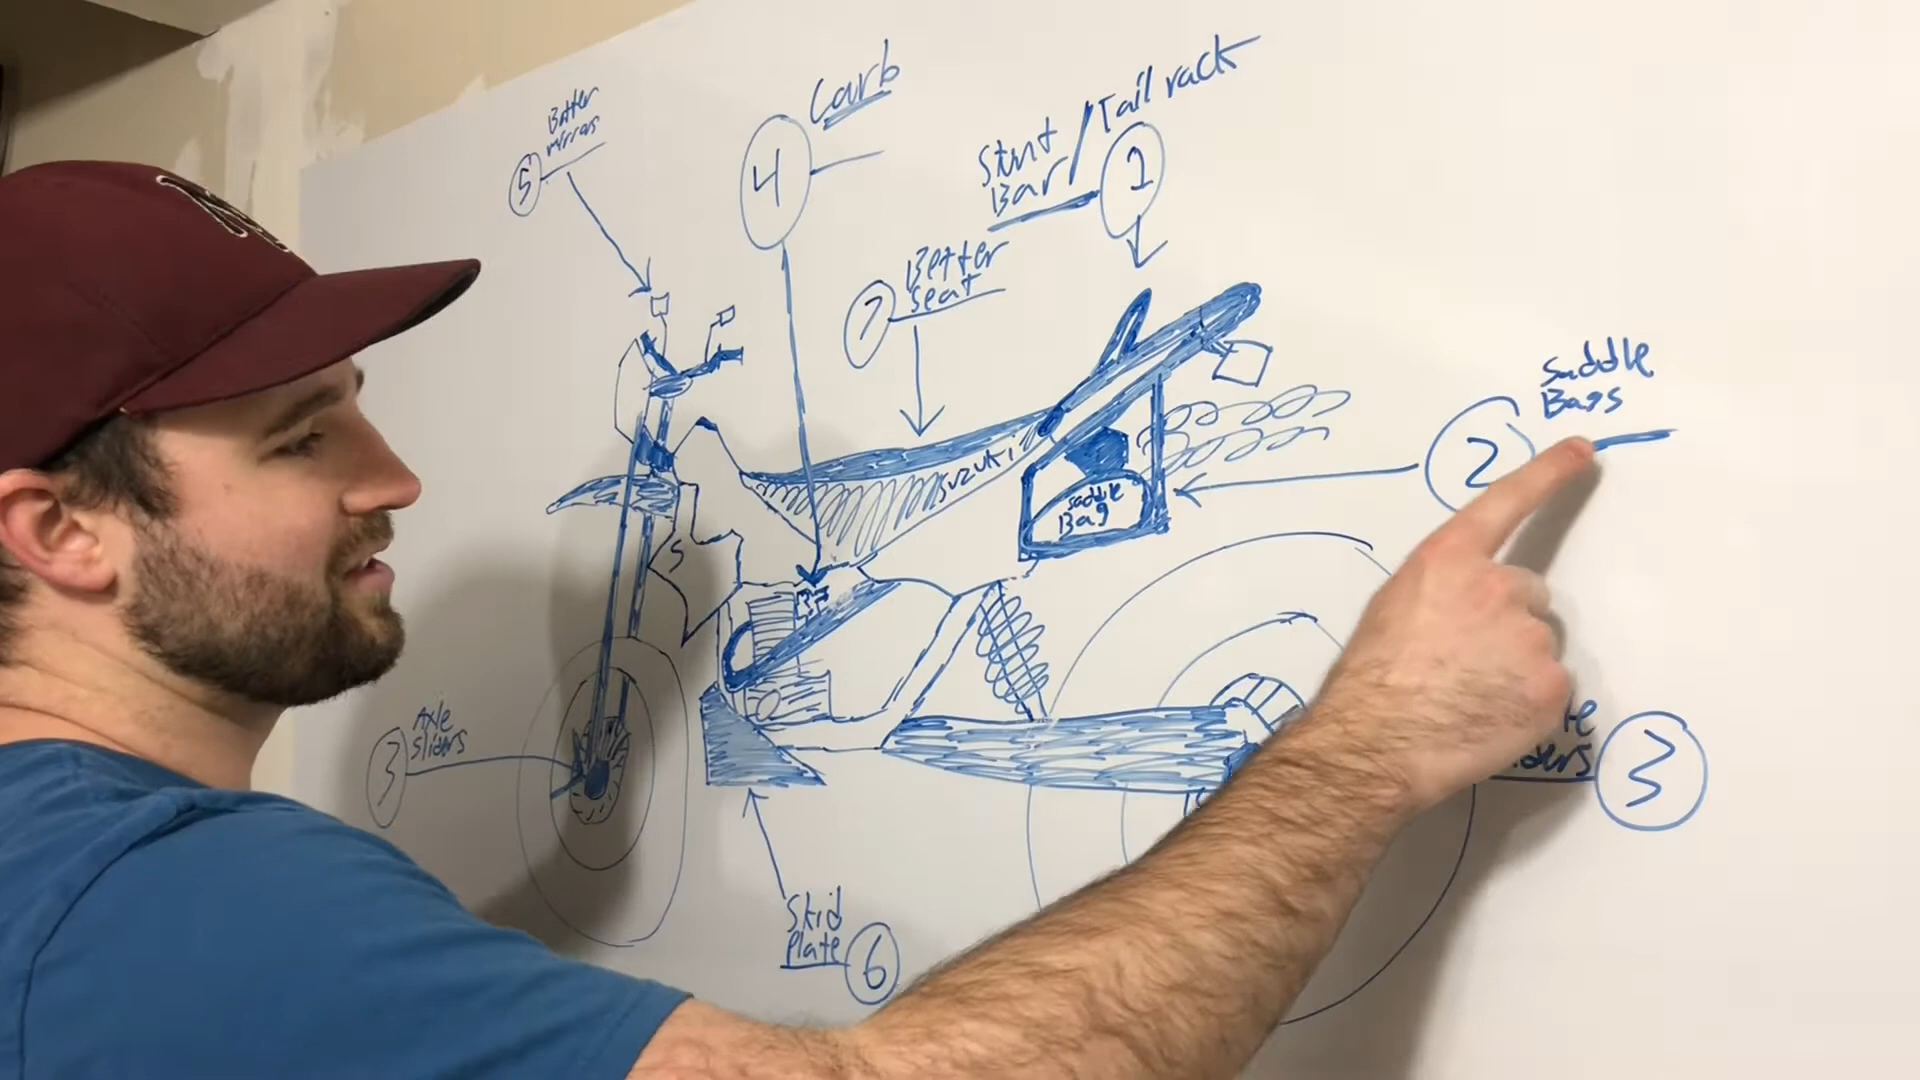 Carb
Better
mirrors
5
4
Stnt
Bar/Tail rack
1
Better
seat
7
Saddle
Bags
2
suzuki
saddle
Bag
S
Axle
sliders
3
3
Skid
plate
6